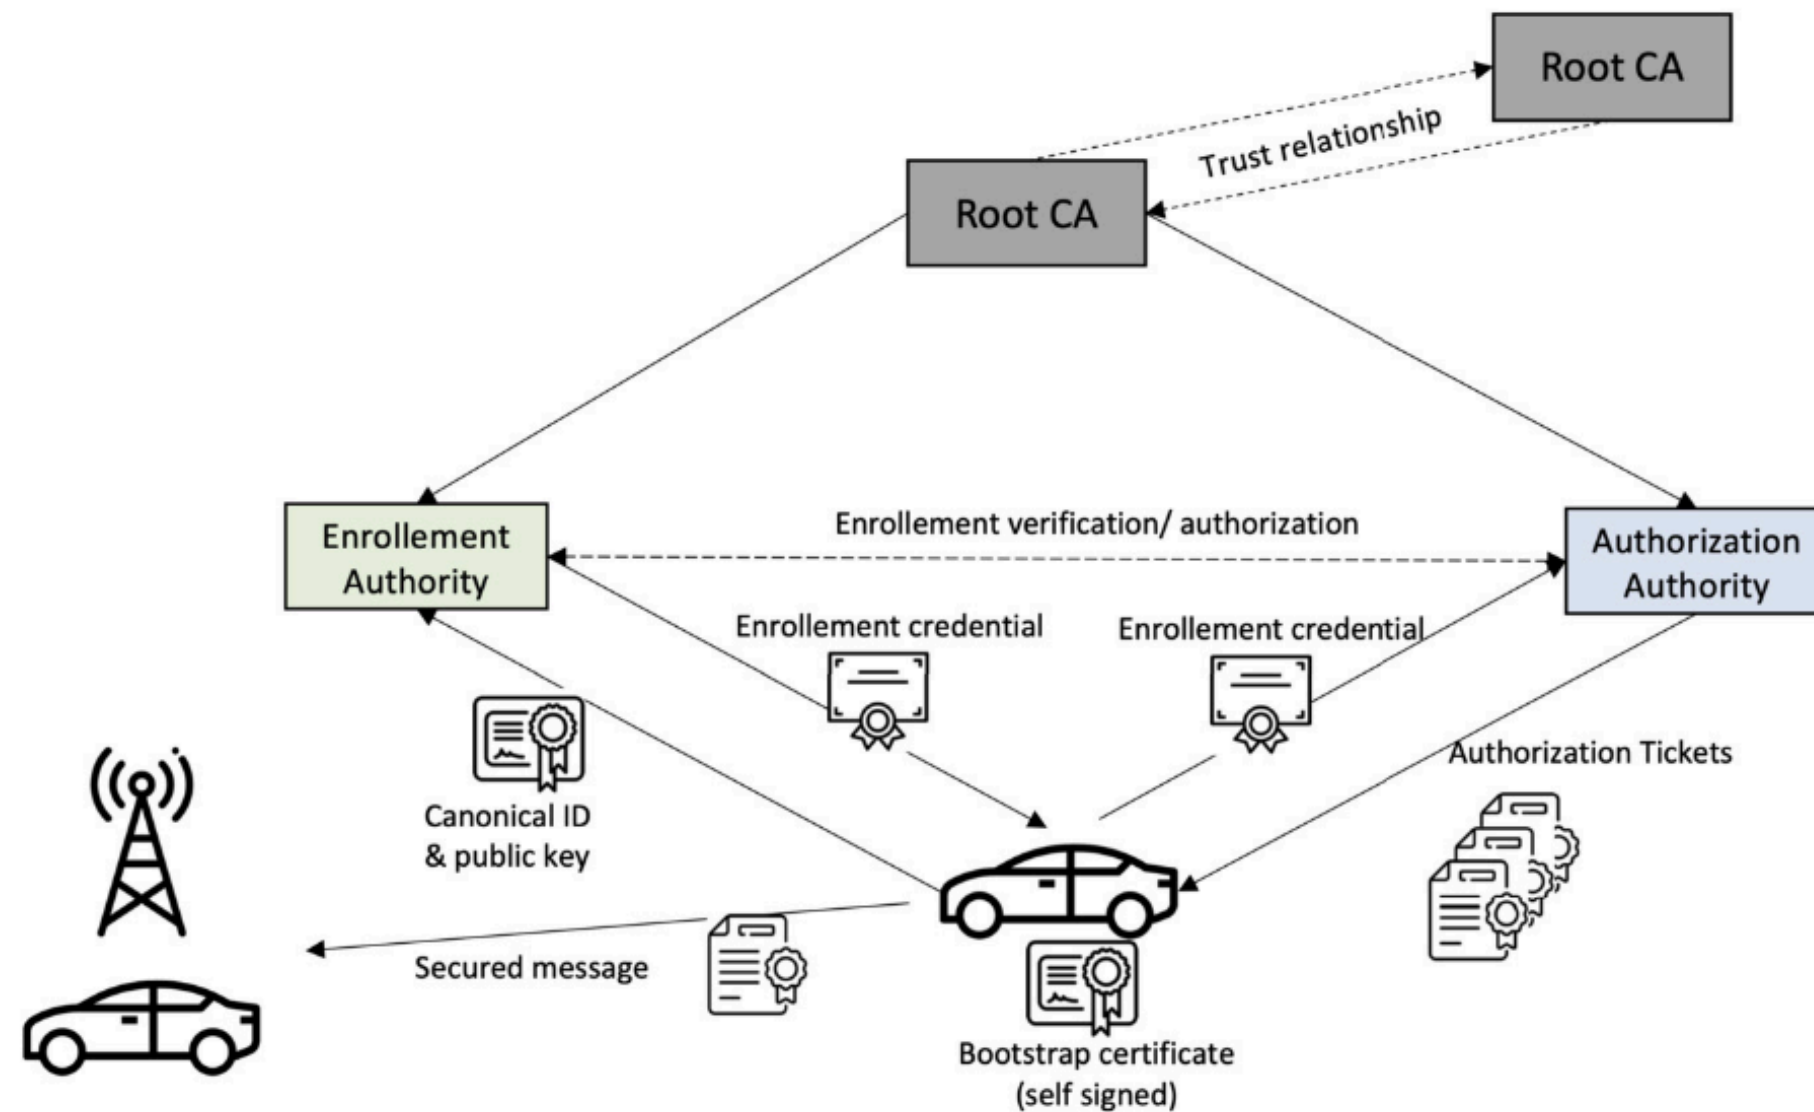 Root CA
Trust relationship
Root CA
Enrollement
Authority
Enrollement verification/ authorization
Authorization
Authority
Enrollement credential
Enrollement credential
Authorization Tickets
Canonical ID
& public key
Secured message
Bootstrap certificate
(self signed)